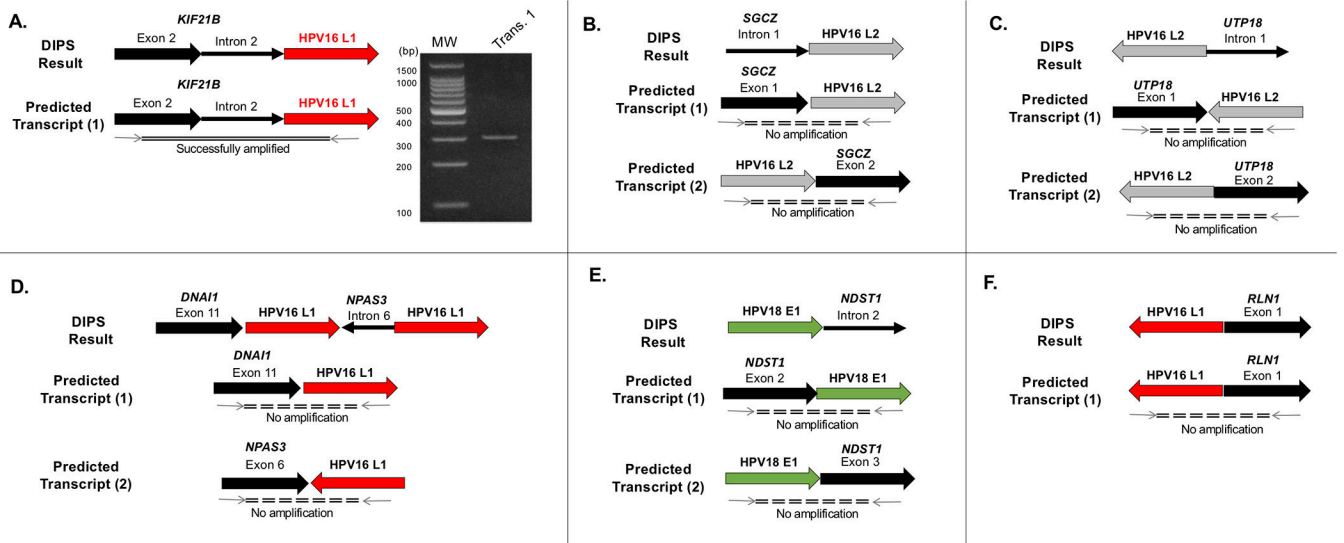 A.
KIF21B
Exon 2
Intron 2
HPV16 L1
DIPS
Result
KIF21B
Exon 2
Intron 2
HPV16 L1
Predicted
Transcript (1)
Successfully amplified
(bp)
MW
Trans. 1
1500
1000
500
400
300
200
100
B.
SGCZ
Intron 1
HPV16 L2
DIPS
Result
SGCZ
Exon 1
HPV16 L2
Predicted
Transcript (1)
No amplification
SGCZ
HPV16 L2
Exon 2
Predicted
Transcript (2)
No amplification
C.
UTP18
HPV16 L2
Intron 1
DIPS
Result
UTP18
Exon 1
HPV16 L2
Predicted
Transcript (1)
No amplification
UTP18
HPV16 L2
Exon 2
Predicted
Transcript (2)
No amplification
D.
DNAI1
Exon 11
HPV16 L1
NPAS3
Intron 6
HPV16 L1
DIPS
Result
DNAI1
Exon 11
HPV16 L1
Predicted
Transcript (1)
No amplification
NPAS3
Exon 6
HPV16 L1
Predicted
Transcript (2)
No amplification
E.
HPV18 E1
NDST1
Intron 2
DIPS
Result
NDST1
Exon 2
HPV18 E1
Predicted
Transcript (1)
No amplification
NDST1
HPV18 E1
Exon 3
Predicted
Transcript (2)
No amplification
F.
RLN1
HPV16 L1
Exon 1
DIPS
Result
RLN1
HPV16 L1
Exon 1
Predicted
Transcript (1)
No amplification